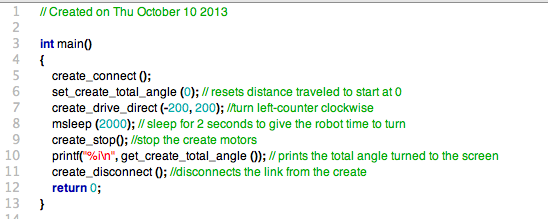 1 // Created on Thu October 10 2013
2
3 int main()
4 {
5 create_connect ();
6 set_create_total_angle (0); // resets distance traveled to start at 0
7 create_drive_direct (-200, 200); //turn left-counter clockwise
8 msleep (2000); // sleep for 2 seconds to give the robot time to turn
9 create_stop(); //stop the create motors
10 printf("%i\n", get_create_total_angle ()); // prints the total angle turned to the screen
11 create_disconnect (); //disconnects the link from the create
12 return 0;
13 }